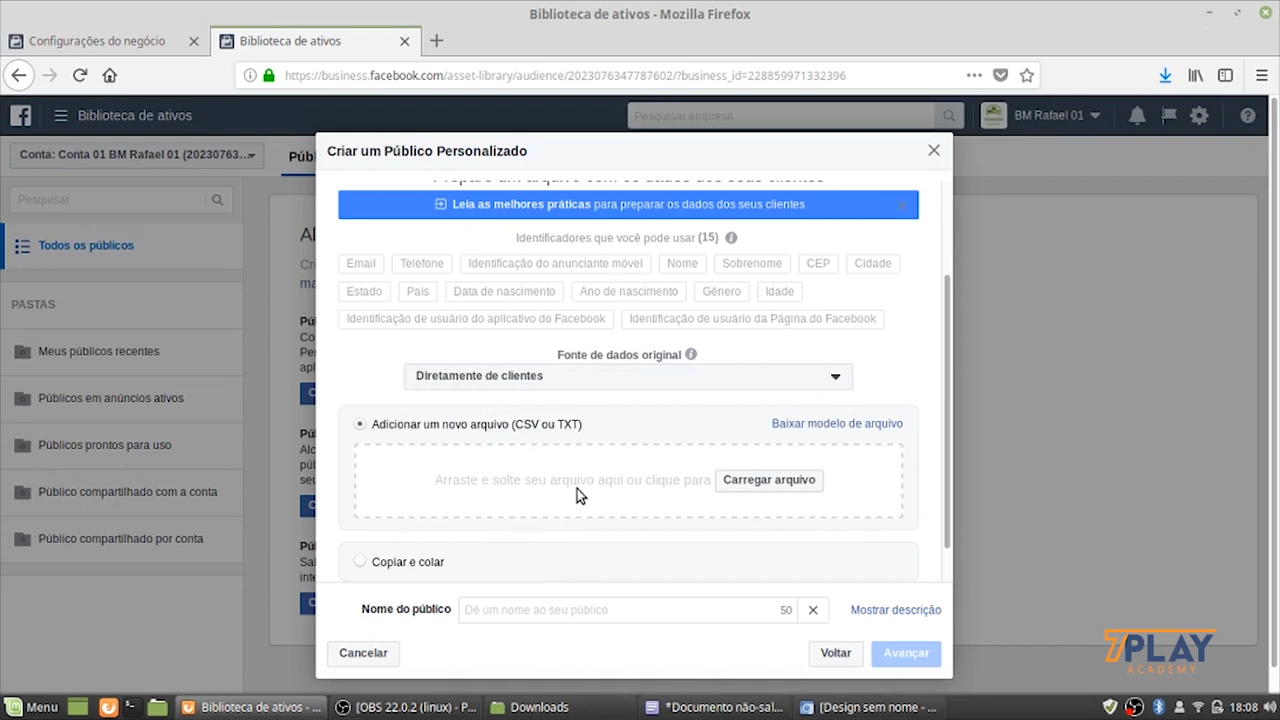 Biblioteca de ativos - Mozilla Firefox
Configurações do negócio
Biblioteca de ativos
https://business.facebook.com/asset-library/audience/2023076347787602/?business_id=228859971332396
Biblioteca de ativos
Pesquisar empresa
BM Rafael 01
Conta: Conta 01 BM Rafael 01 (20230763...
Públ
Criar um Público Personalizado
Pesquisar
Leia as melhores práticas para preparar os dados dos seus clientes
Todos os públicos
Identificadores que você pode usar (15)
Email Telefone Identificação do anunciante móvel Nome Sobrenome CEP Cidade
Estado País Data de nascimento Ano de nascimento Gênero Idade
Identificação de usuário do aplicativo do Facebook Identificação de usuário da Página do Facebook
PASTAS
Meus públicos recentes
Públicos em anúncios ativos
Públicos prontos para uso
Público compartilhado com a conta
Público compartilhado por conta
Fonte de dados original
Diretamente de clientes
Adicionar um novo arquivo (CSV ou TXT)
Baixar modelo de arquivo
Arraste e solte seu arquivo aqui ou clique para Carregar arquivo
Copiar e colar
Nome do público Dê um nome ao seu público 50 Mostrar descrição
Cancelar Voltar Avançar
7PLAY
ACADEMY
Menu
Biblioteca de ativos - ...
[OBS 22.0.2 (linux) - P...
Downloads
*Documento não-sal...
[Design sem nome - ...
18:08